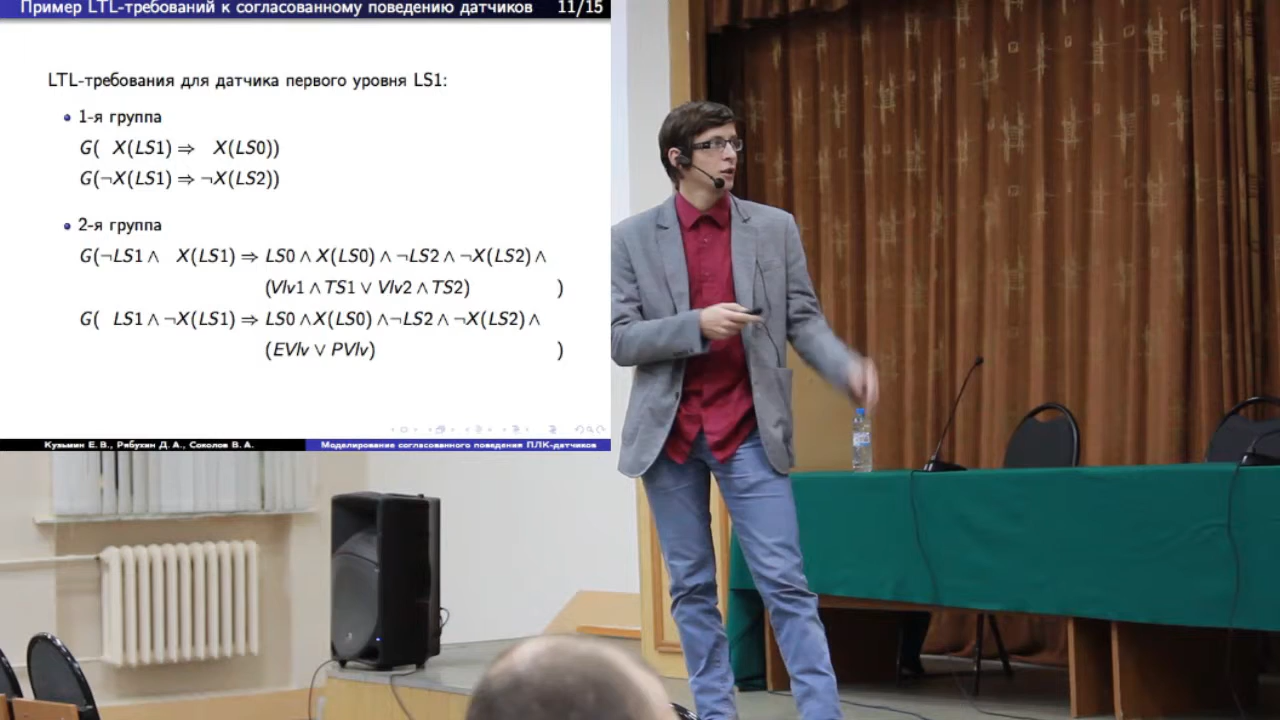 Пример LTL-требований к согласованному поведению датчиков 11/15
LTL-требования для датчика первого уровня LS1:
1-я группа
G( X(LS1) ⇒ X(LS0))
G(¬X(LS1) ⇒ ¬X(LS2))
2-я группа
G(¬LS1 ∧ X(LS1) ⇒ LS0 ∧ X(LS0) ∧ ¬LS2 ∧ ¬X(LS2) ∧
(Vlv1 ∧ TS1 ∨ Vlv2 ∧ TS2) )
G( LS1 ∧ ¬X(LS1) ⇒ LS0 ∧ X(LS0) ∧ ¬LS2 ∧ ¬X(LS2) ∧
(EVlv ∨ PVlv) )
Кузьмин Е. В., Рябухин Д. А., Соколов В. А. Моделирование согласованного поведения ПЛК-датчиков